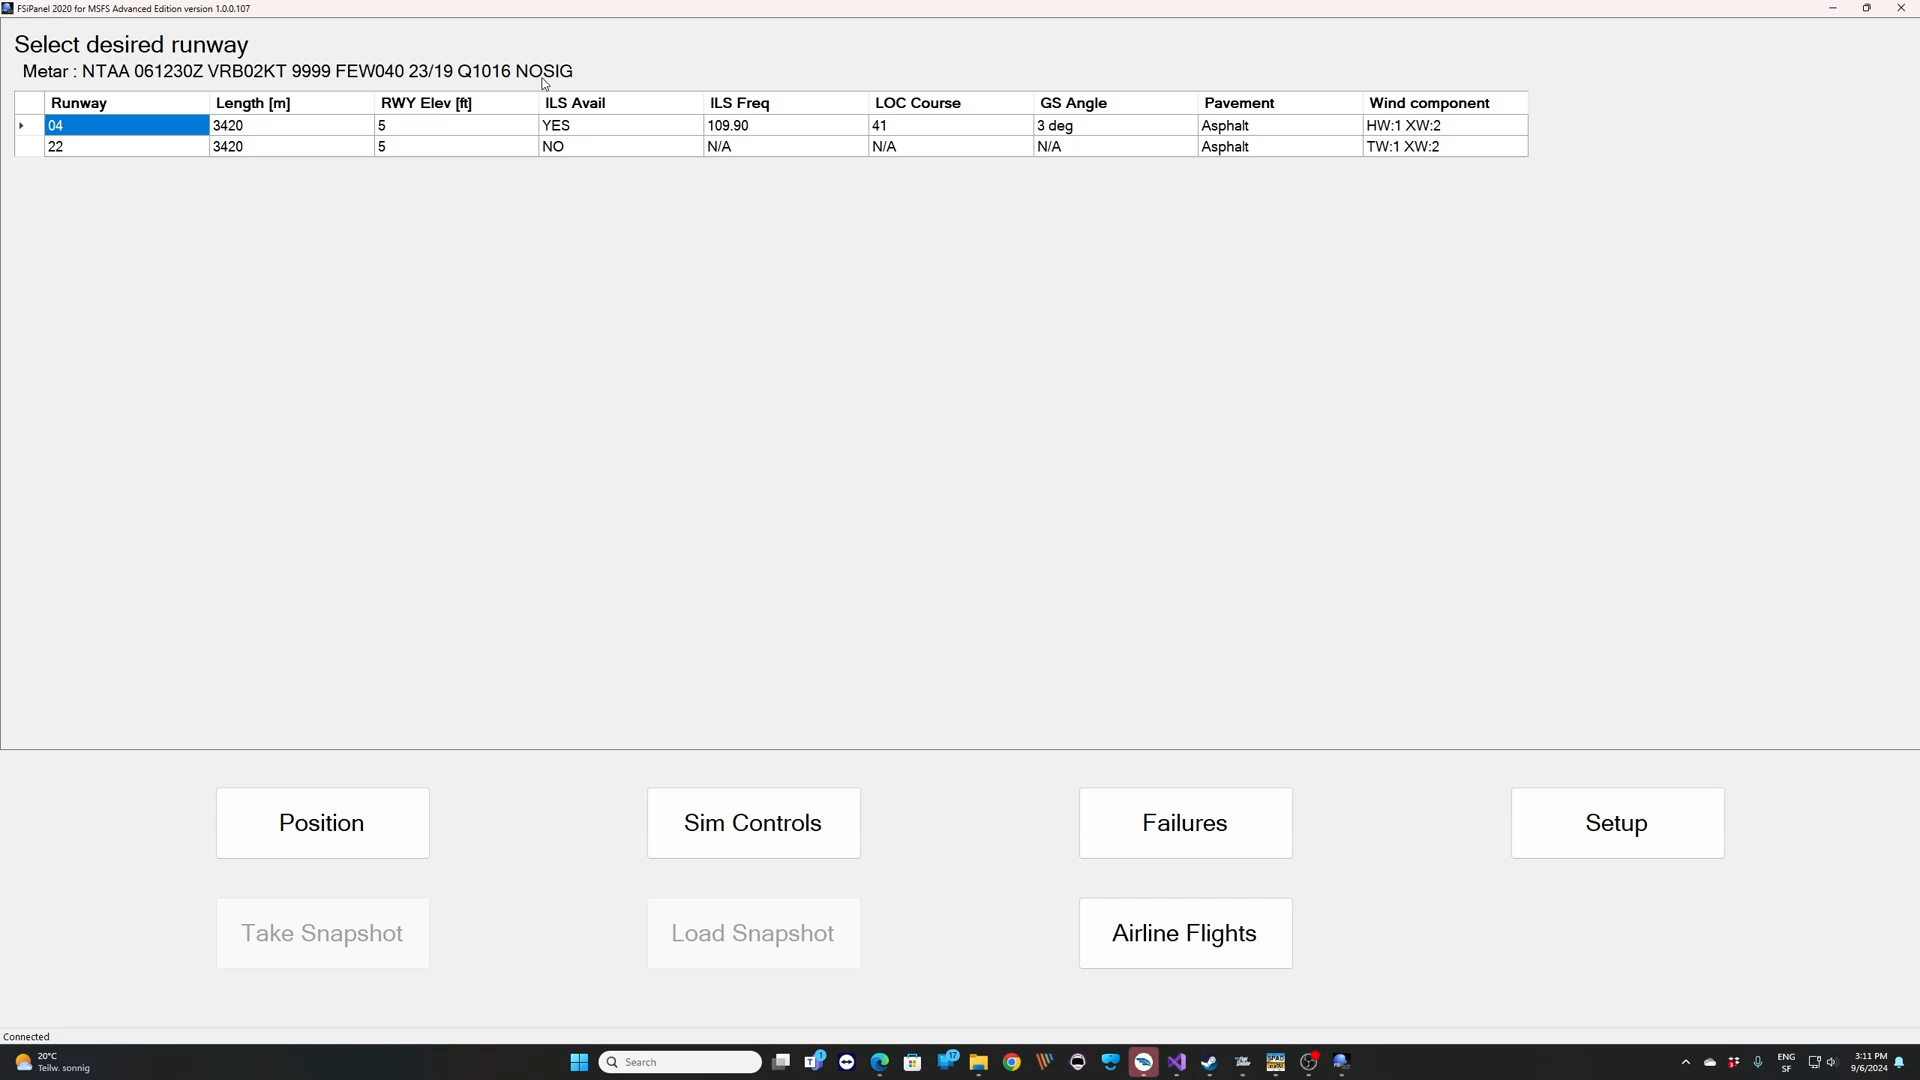 FSiPanel 2020 for MSFS Advanced Edition version 1.0.0.107
Select desired runway
Metar : NTAA 061230Z VRB02KT 9999 FEW040 23/19 Q1016 NOSIG
Runway Length [m] RWY Elev [ft] ILS Avail ILS Freq LOC Course GS Angle Pavement Wind component
04 3420 5 YES 109.90 41 3 deg Asphalt HW:1 XW:2
22 3420 5 NO N/A N/A N/A Asphalt TW:1 XW:2
Position Sim Controls Failures Setup
Take Snapshot Load Snapshot Airline Flights
Connected
20°C
Teilw. sonnig
Search
1
17
ENG
SF
3:11 PM
9/6/2024